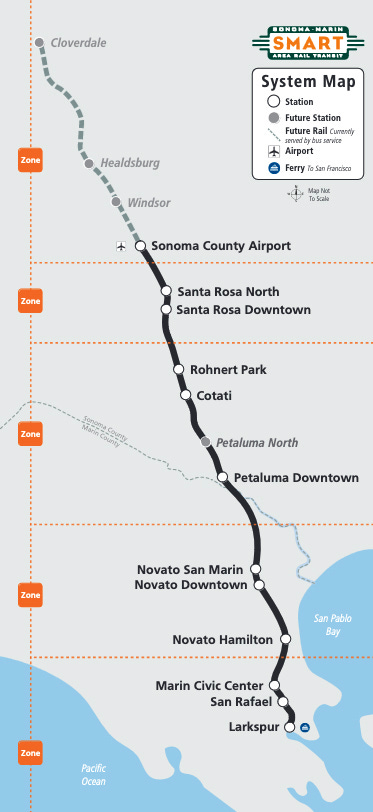 SONOMA-MARIN
SMART
AREA RAIL TRANSIT
System Map
Station
Future Station
Future Rail Currently
served by bus service
Airport
Ferry To San Francisco
Map Not
To Scale
Cloverdale
Zone
Healdsburg
Windsor
Sonoma County Airport
Zone
Santa Rosa North
Santa Rosa Downtown
Rohnert Park
Cotati
Sonoma County
Marin County
Zone
Petaluma North
Petaluma Downtown
Novato San Marin
Novato Downtown
Zone
San Pablo
Bay
Novato Hamilton
Marin Civic Center
San Rafael
Larkspur
Zone
Pacific
Ocean